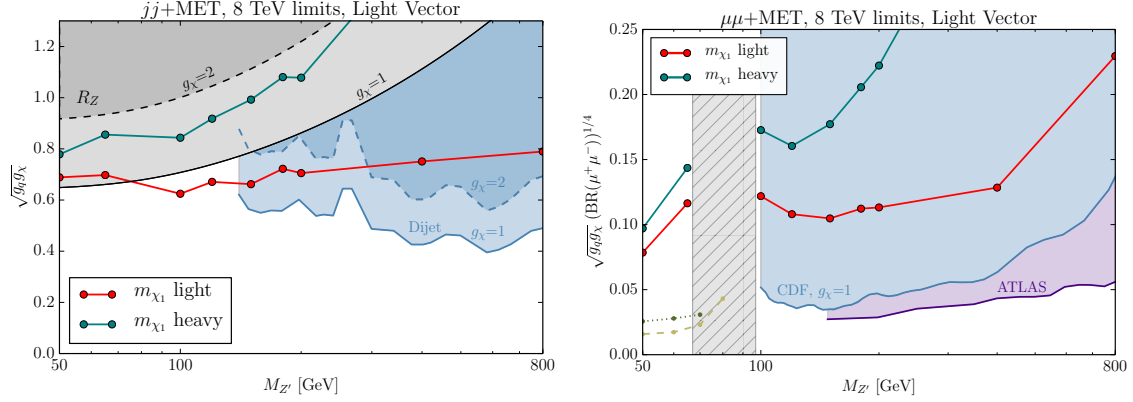 jj+MET, 8 TeV limits, Light Vector
√g_q g_χ
1.2
1.0
0.8
0.6
0.4
0.2
0.0
R_Z
g_χ=2
g_χ=1
g_χ=2
Dijet
g_χ=1
m_χ₁ light
m_χ₁ heavy
50
100
800
M_Z′ [GeV]
μμ+MET, 8 TeV limits, Light Vector
√g_q g_χ (BR(μ⁺μ⁻))^1/4
0.25
0.20
0.15
0.10
0.05
0.00
m_χ₁ light
m_χ₁ heavy
CDF, g_χ=1
ATLAS
50
100
800
M_Z′ [GeV]